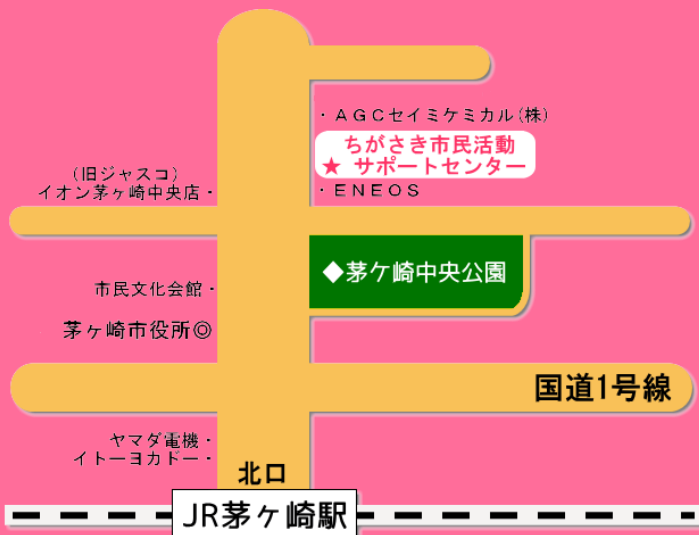 ・ＡＧＣセイミケミカル(株)
ちがさき市民活動
★ サポートセンター
(旧ジャスコ)
イオン茅ヶ崎中央店・
・ＥＮＥＯＳ
◆茅ケ崎中央公園
市民文化会館・
茅ヶ崎市役所◎
国道1号線
ヤマダ電機・
イトーヨカドー・
北口
JR茅ヶ崎駅